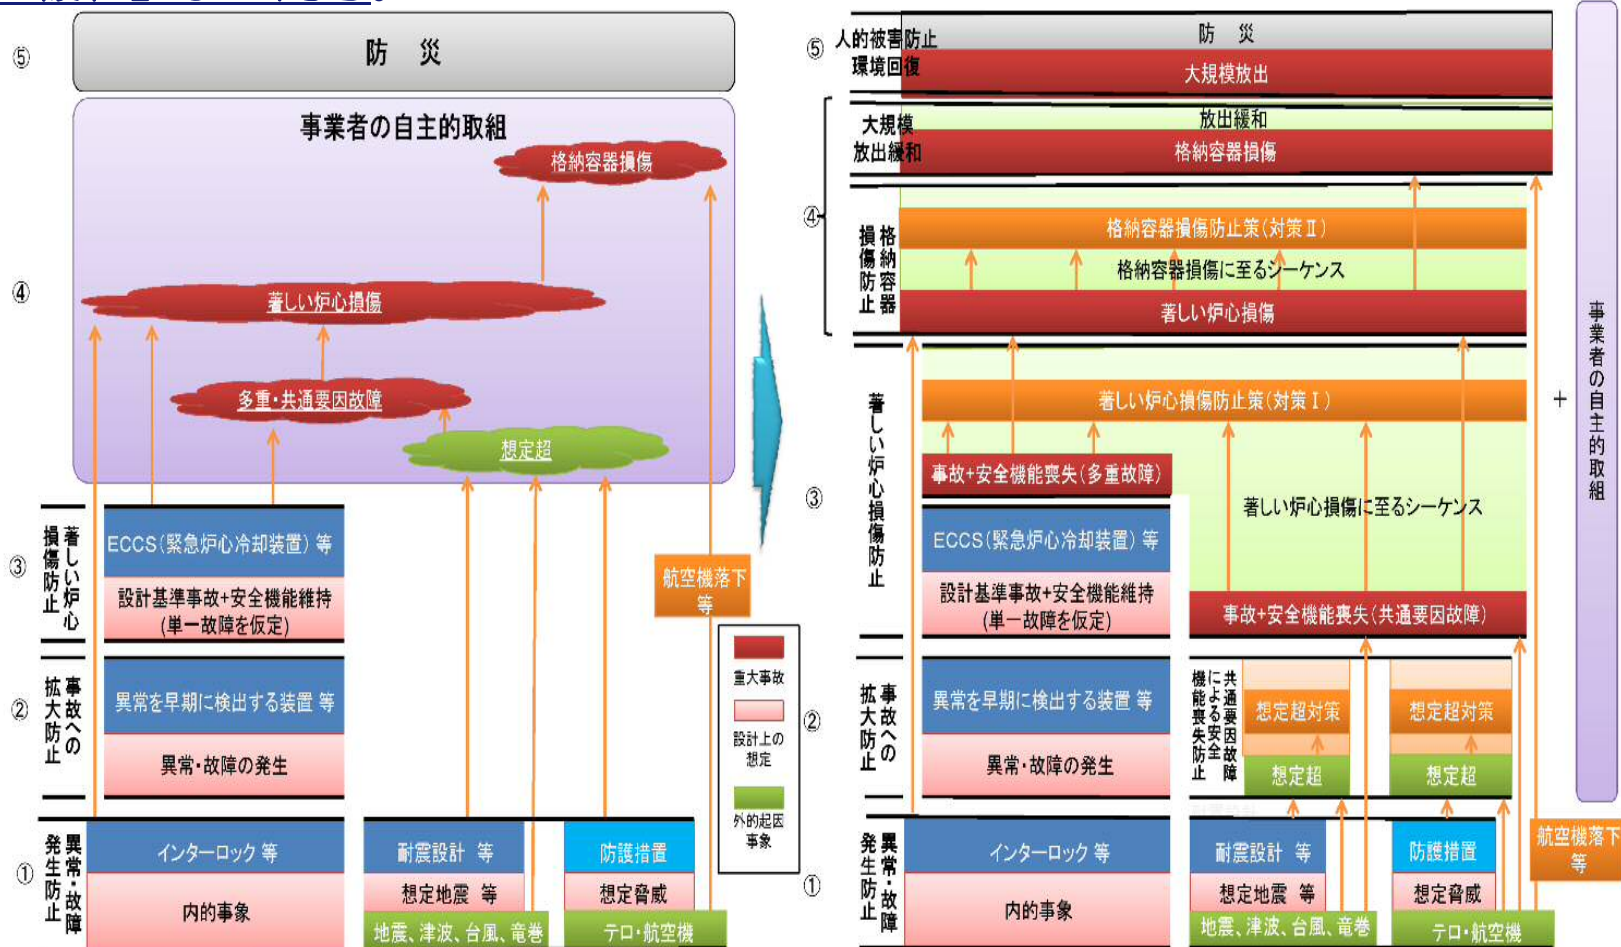 ⑤
防 災
事業者の自主的取組
格納容器損傷
④
著しい炉心損傷
多重・共通要因故障
想定超
③
著しい炉心
損傷防止
ECCS(緊急炉心冷却装置) 等
設計基準事故+安全機能維持
(単一故障を仮定)
航空機落下
等
②
事故への
拡大防止
異常を早期に検出する装置 等
異常・故障の発生
①
異常・故障
発生防止
インターロック 等
内的事象
耐震設計 等
想定地震 等
地震、津波、台風、竜巻
防護措置
想定脅威
テロ・航空機
重大事故
設計上の
想定
外的起因
事象
⑤
人的被害防止
環境回復
防 災
大規模放出
④
大規模
放出緩和
放出緩和
格納容器損傷
格納容器
損傷防止
格納容器損傷防止策(対策Ⅱ)
格納容器損傷に至るシーケンス
著しい炉心損傷
③
著しい炉心損傷防止
著しい炉心損傷防止策(対策Ⅰ)
事故+安全機能喪失(多重故障)
著しい炉心損傷に至るシーケンス
ECCS(緊急炉心冷却装置) 等
設計基準事故+安全機能維持
(単一故障を仮定)
事故+安全機能喪失(共通要因故障)
②
事故への
拡大防止
異常を早期に検出する装置 等
異常・故障の発生
共通要因故障
による安全
機能喪失防止
想定超対策
想定超
想定超対策
想定超
①
異常・故障
発生防止
インターロック 等
内的事象
耐震設計 等
想定地震 等
地震、津波、台風、竜巻
防護措置
想定脅威
テロ・航空機
航空機落下
等
+
事業者の自主的取組